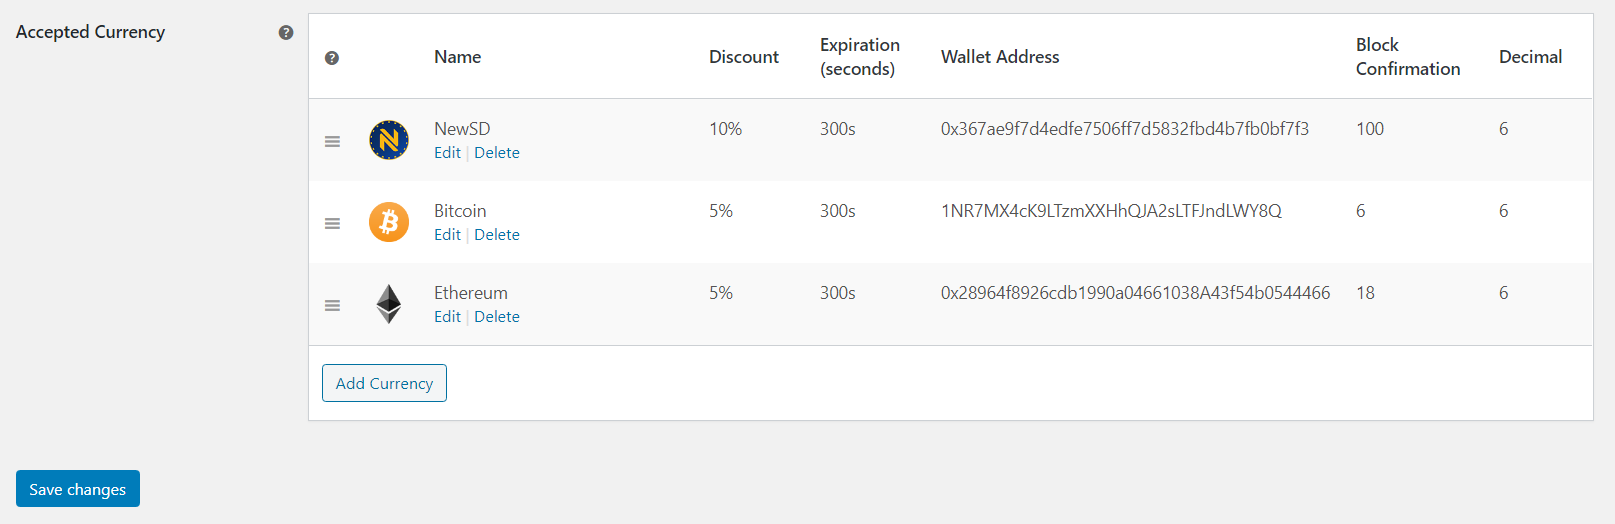 Accepted Currency
Name Discount Expiration (seconds) Wallet Address Block Confirmation Decimal
NewSD 10% 300s 0x367ae9f7d4edfe7506ff7d5832fbd4b7fb0bf7f3 100 6
Edit | Delete
Bitcoin 5% 300s 1NR7MX4cK9LTzmXXHhQJA2sLTFJndLWY8Q 6 6
Edit | Delete
Ethereum 5% 300s 0x28964f8926cdb1990a04661038A43f54b0544466 18 6
Edit | Delete
Add Currency
Save changes